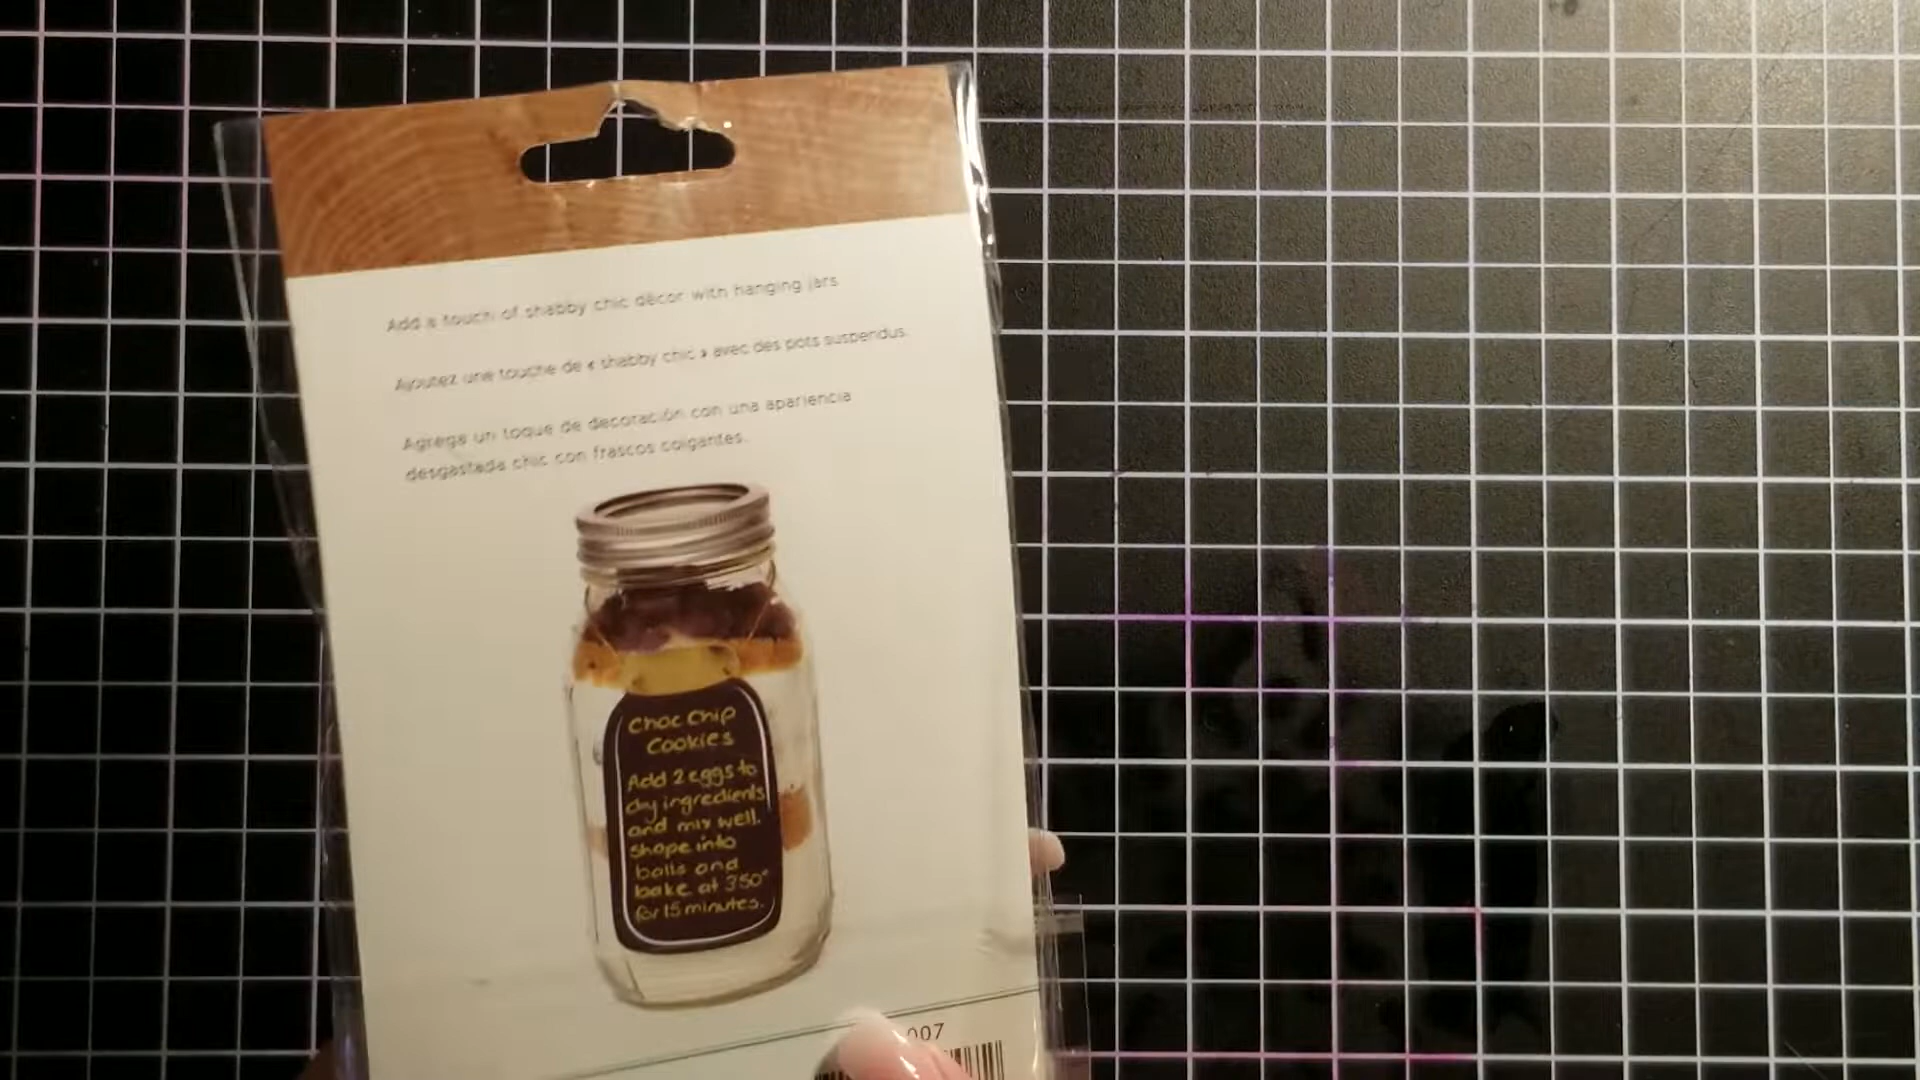 Add a touch of shabby chic décor with hanging jars
Ajoutez une touche de « shabby chic » avec des pots suspendus.
Agrega un toque de decoración con una apariencia
desgastada chic con frascos colgantes.
Choc Chip
Cookies
Add 2 eggs to
dry ingredients
and mix well.
Shape into
balls and
bake at 350°
for 15 minutes.
007